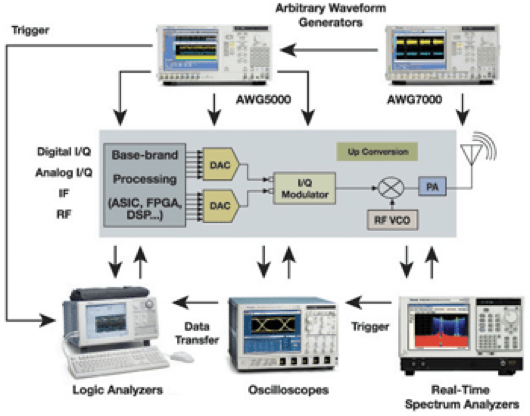 Arbitrary Waveform
Generators
Trigger
AWG5000
AWG7000
Digital I/Q
Analog I/Q
IF
RF
Base-brand
Processing
(ASIC, FPGA,
DSP...)
DAC
DAC
I/Q
Modulator
Up Conversion
PA
RF VCO
Data
Transfer
Trigger
Logic Analyzers
Oscilloscopes
Real-Time
Spectrum Analyzers